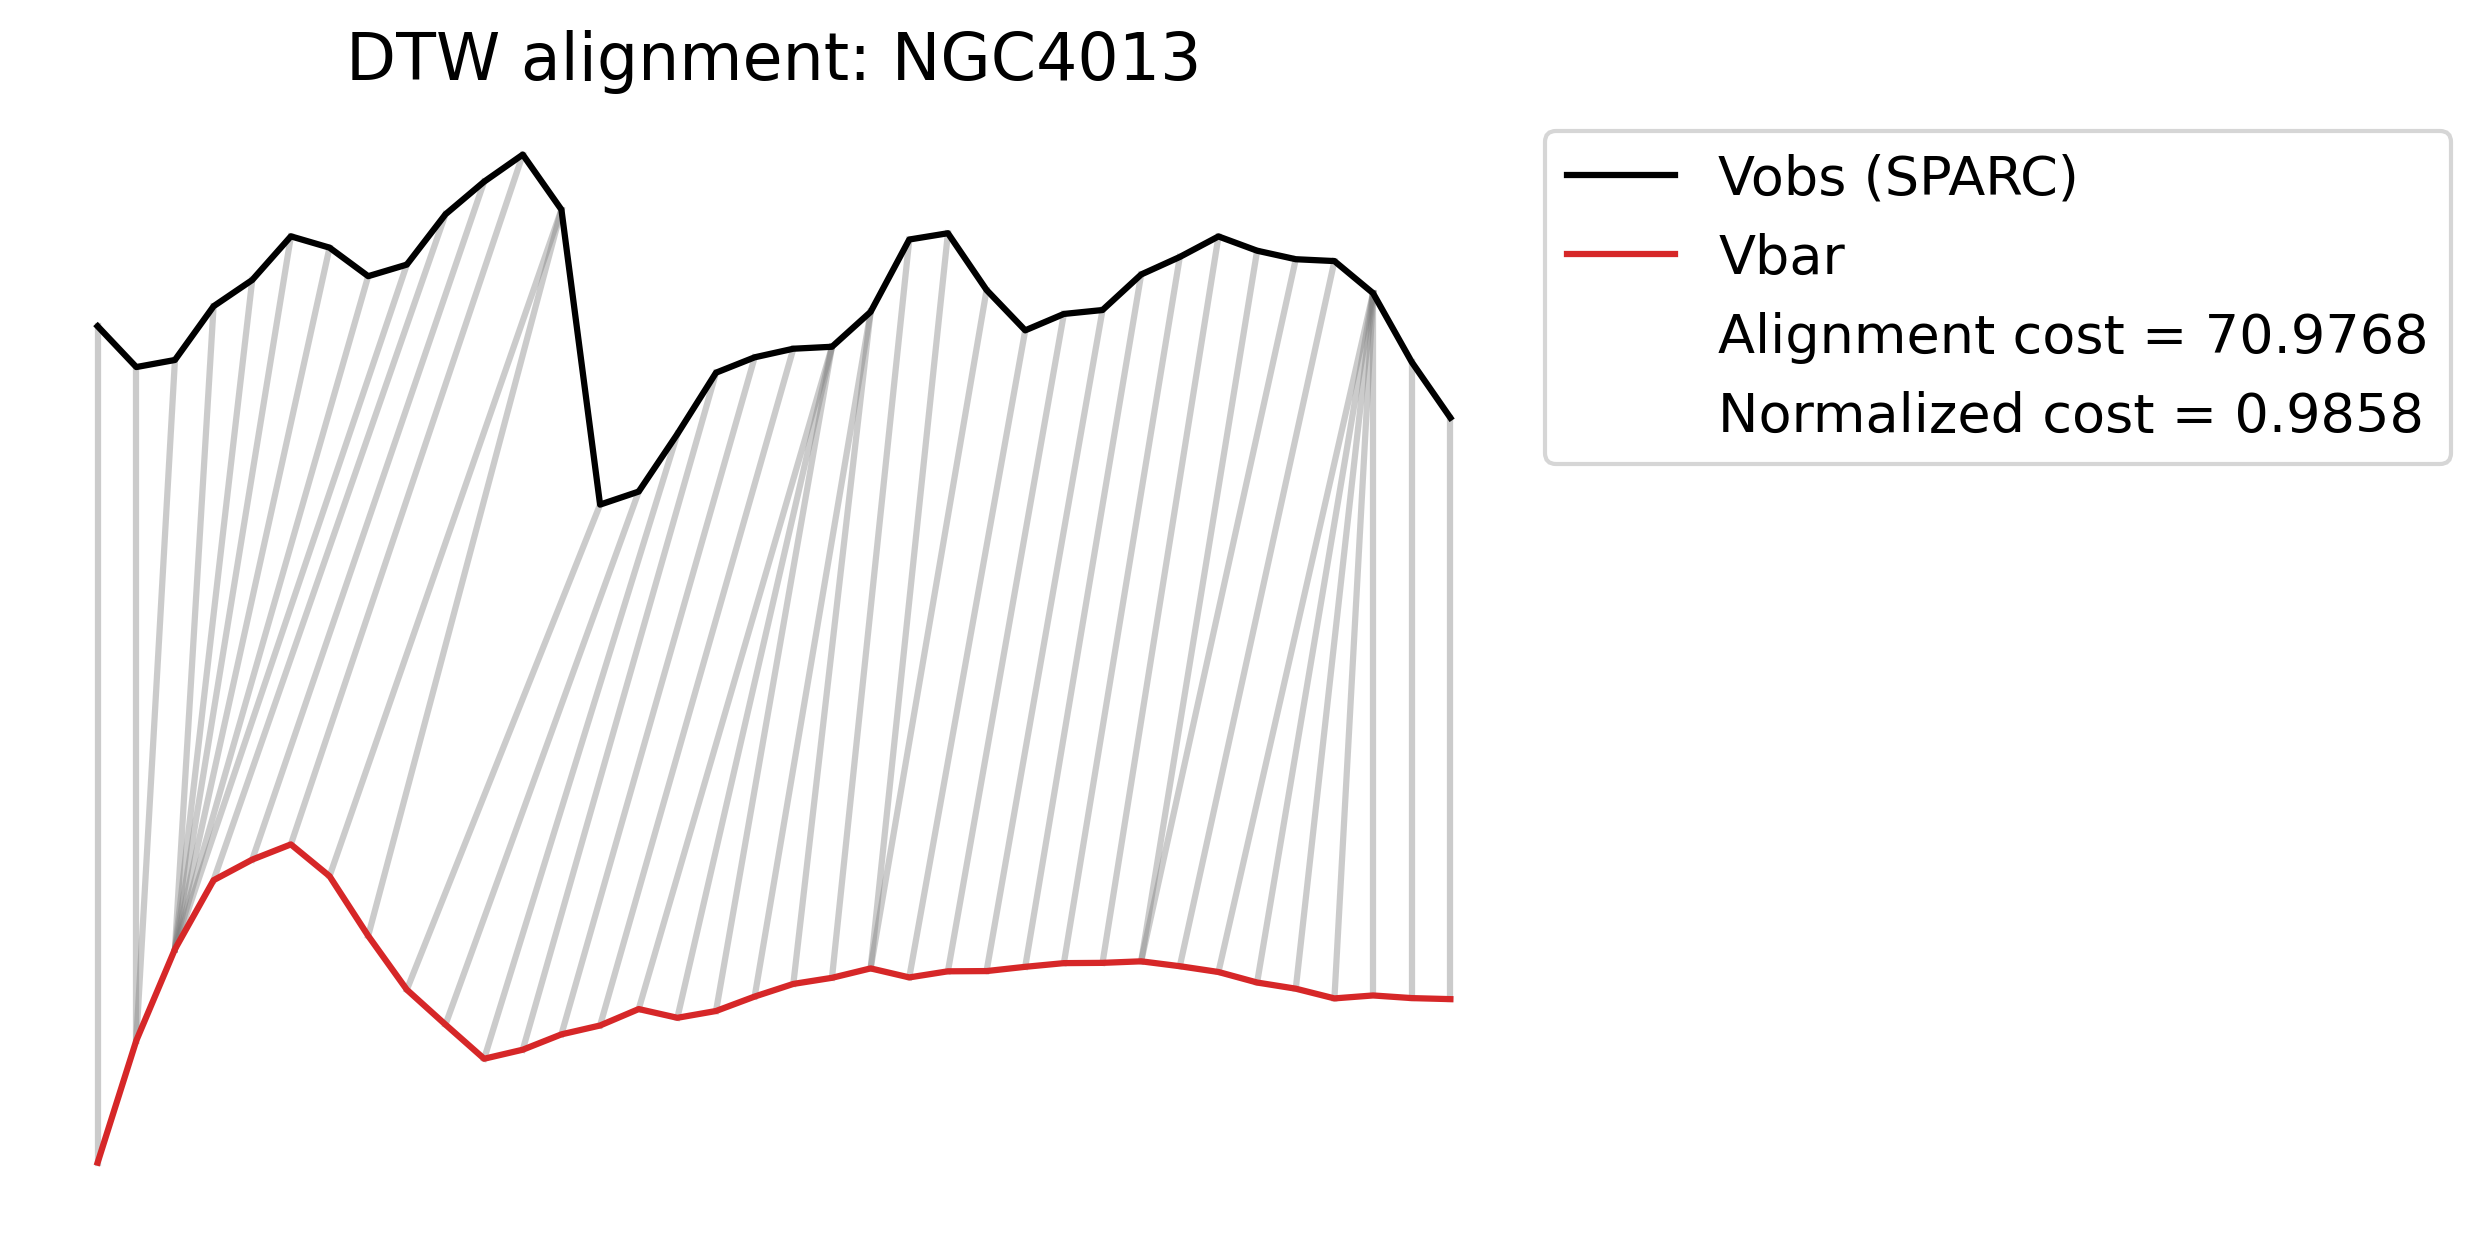 DTW alignment: NGC4013
Vobs (SPARC)
Vbar
Alignment cost = 70.9768
Normalized cost = 0.9858